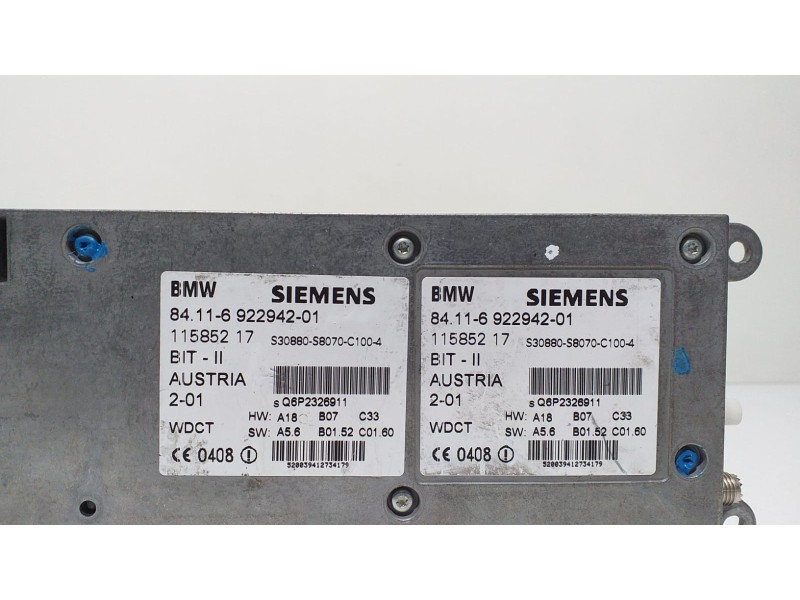 BMW SIEMENS
84.11-6 922942-01
115852 17 S30880-S8070-C100-4
BIT - II
AUSTRIA
2-01 s Q6P2326911
HW: A18 B07 C33
WDCT SW: A5.6 B01.52 C01.60
CE 0408
520039412734179
BMW SIEMENS
84.11-6 922942-01
115852 17 S30880-S8070-C100-4
BIT - II
AUSTRIA
2-01 s Q6P2326911
HW: A18 B07 C33
WDCT SW: A5.6 B01.52 C01.60
CE 0408
520039412734179